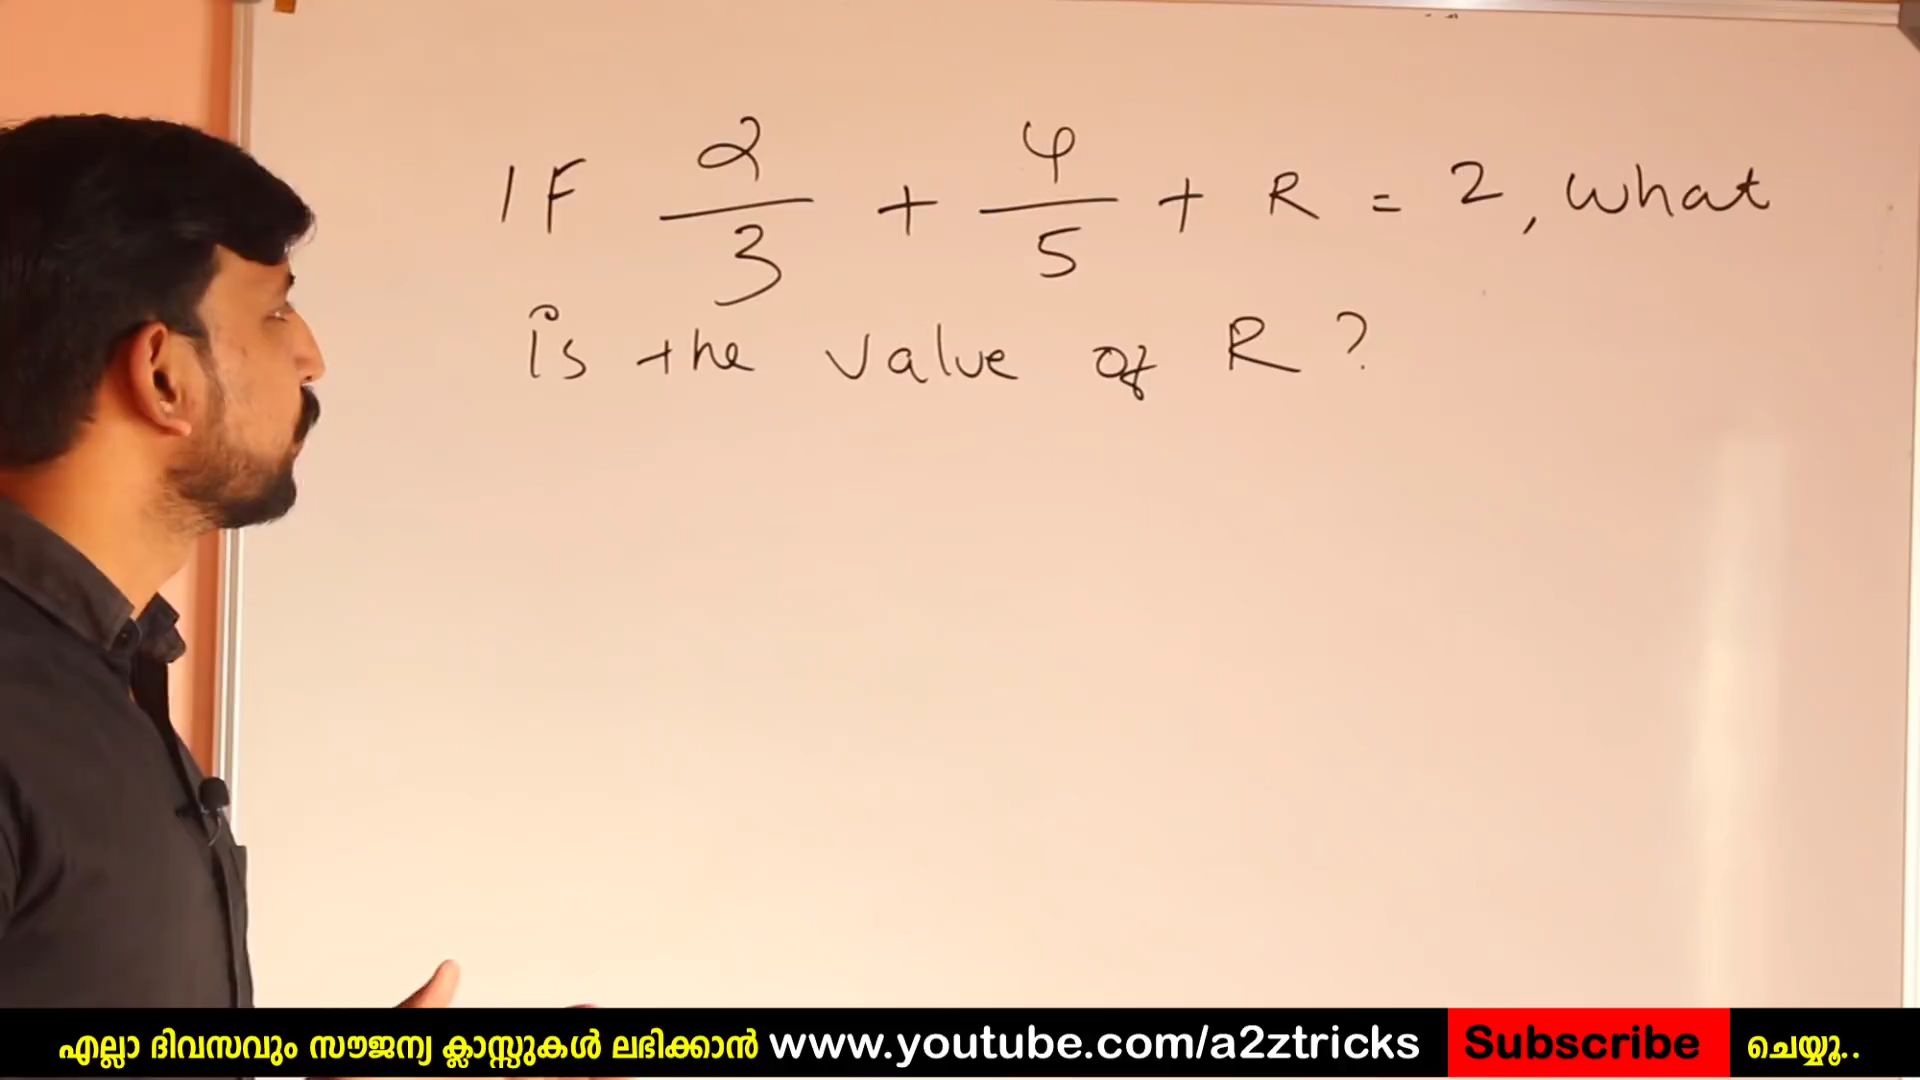 IF 2/3 + 4/5 + R = 2, what
is the value of R?
എല്ലാ ദിവസവും സൗജന്യ ക്ലാസ്സുകൾ ലഭിക്കാൻ www.youtube.com/a2ztricks Subscribe ചെയ്യൂ..